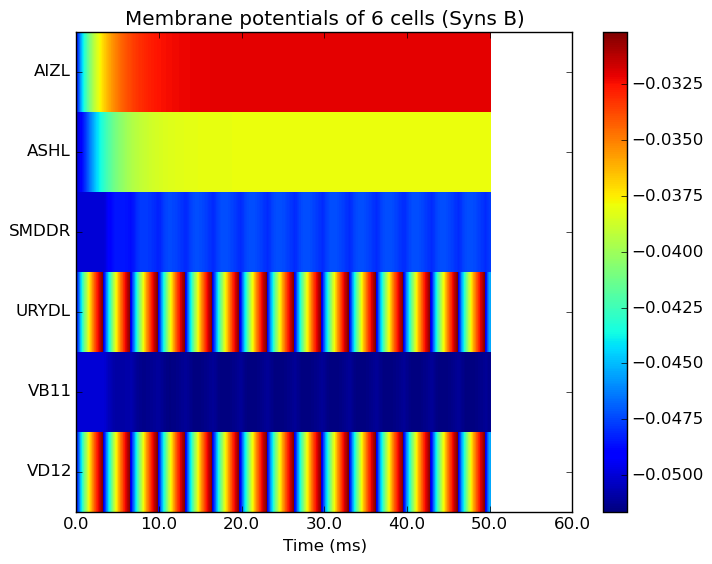 Membrane potentials of 6 cells (Syns B)
AIZL
ASHL
SMDDR
URYDL
VB11
VD12
0.0 10.0 20.0 30.0 40.0 50.0 60.0
Time (ms)
−0.0325
−0.0350
−0.0375
−0.0400
−0.0425
−0.0450
−0.0475
−0.0500